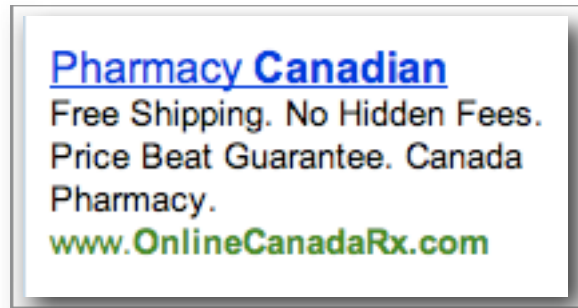 Pharmacy Canadian
Free Shipping. No Hidden Fees.
Price Beat Guarantee. Canada
Pharmacy.
www.OnlineCanadaRx.com